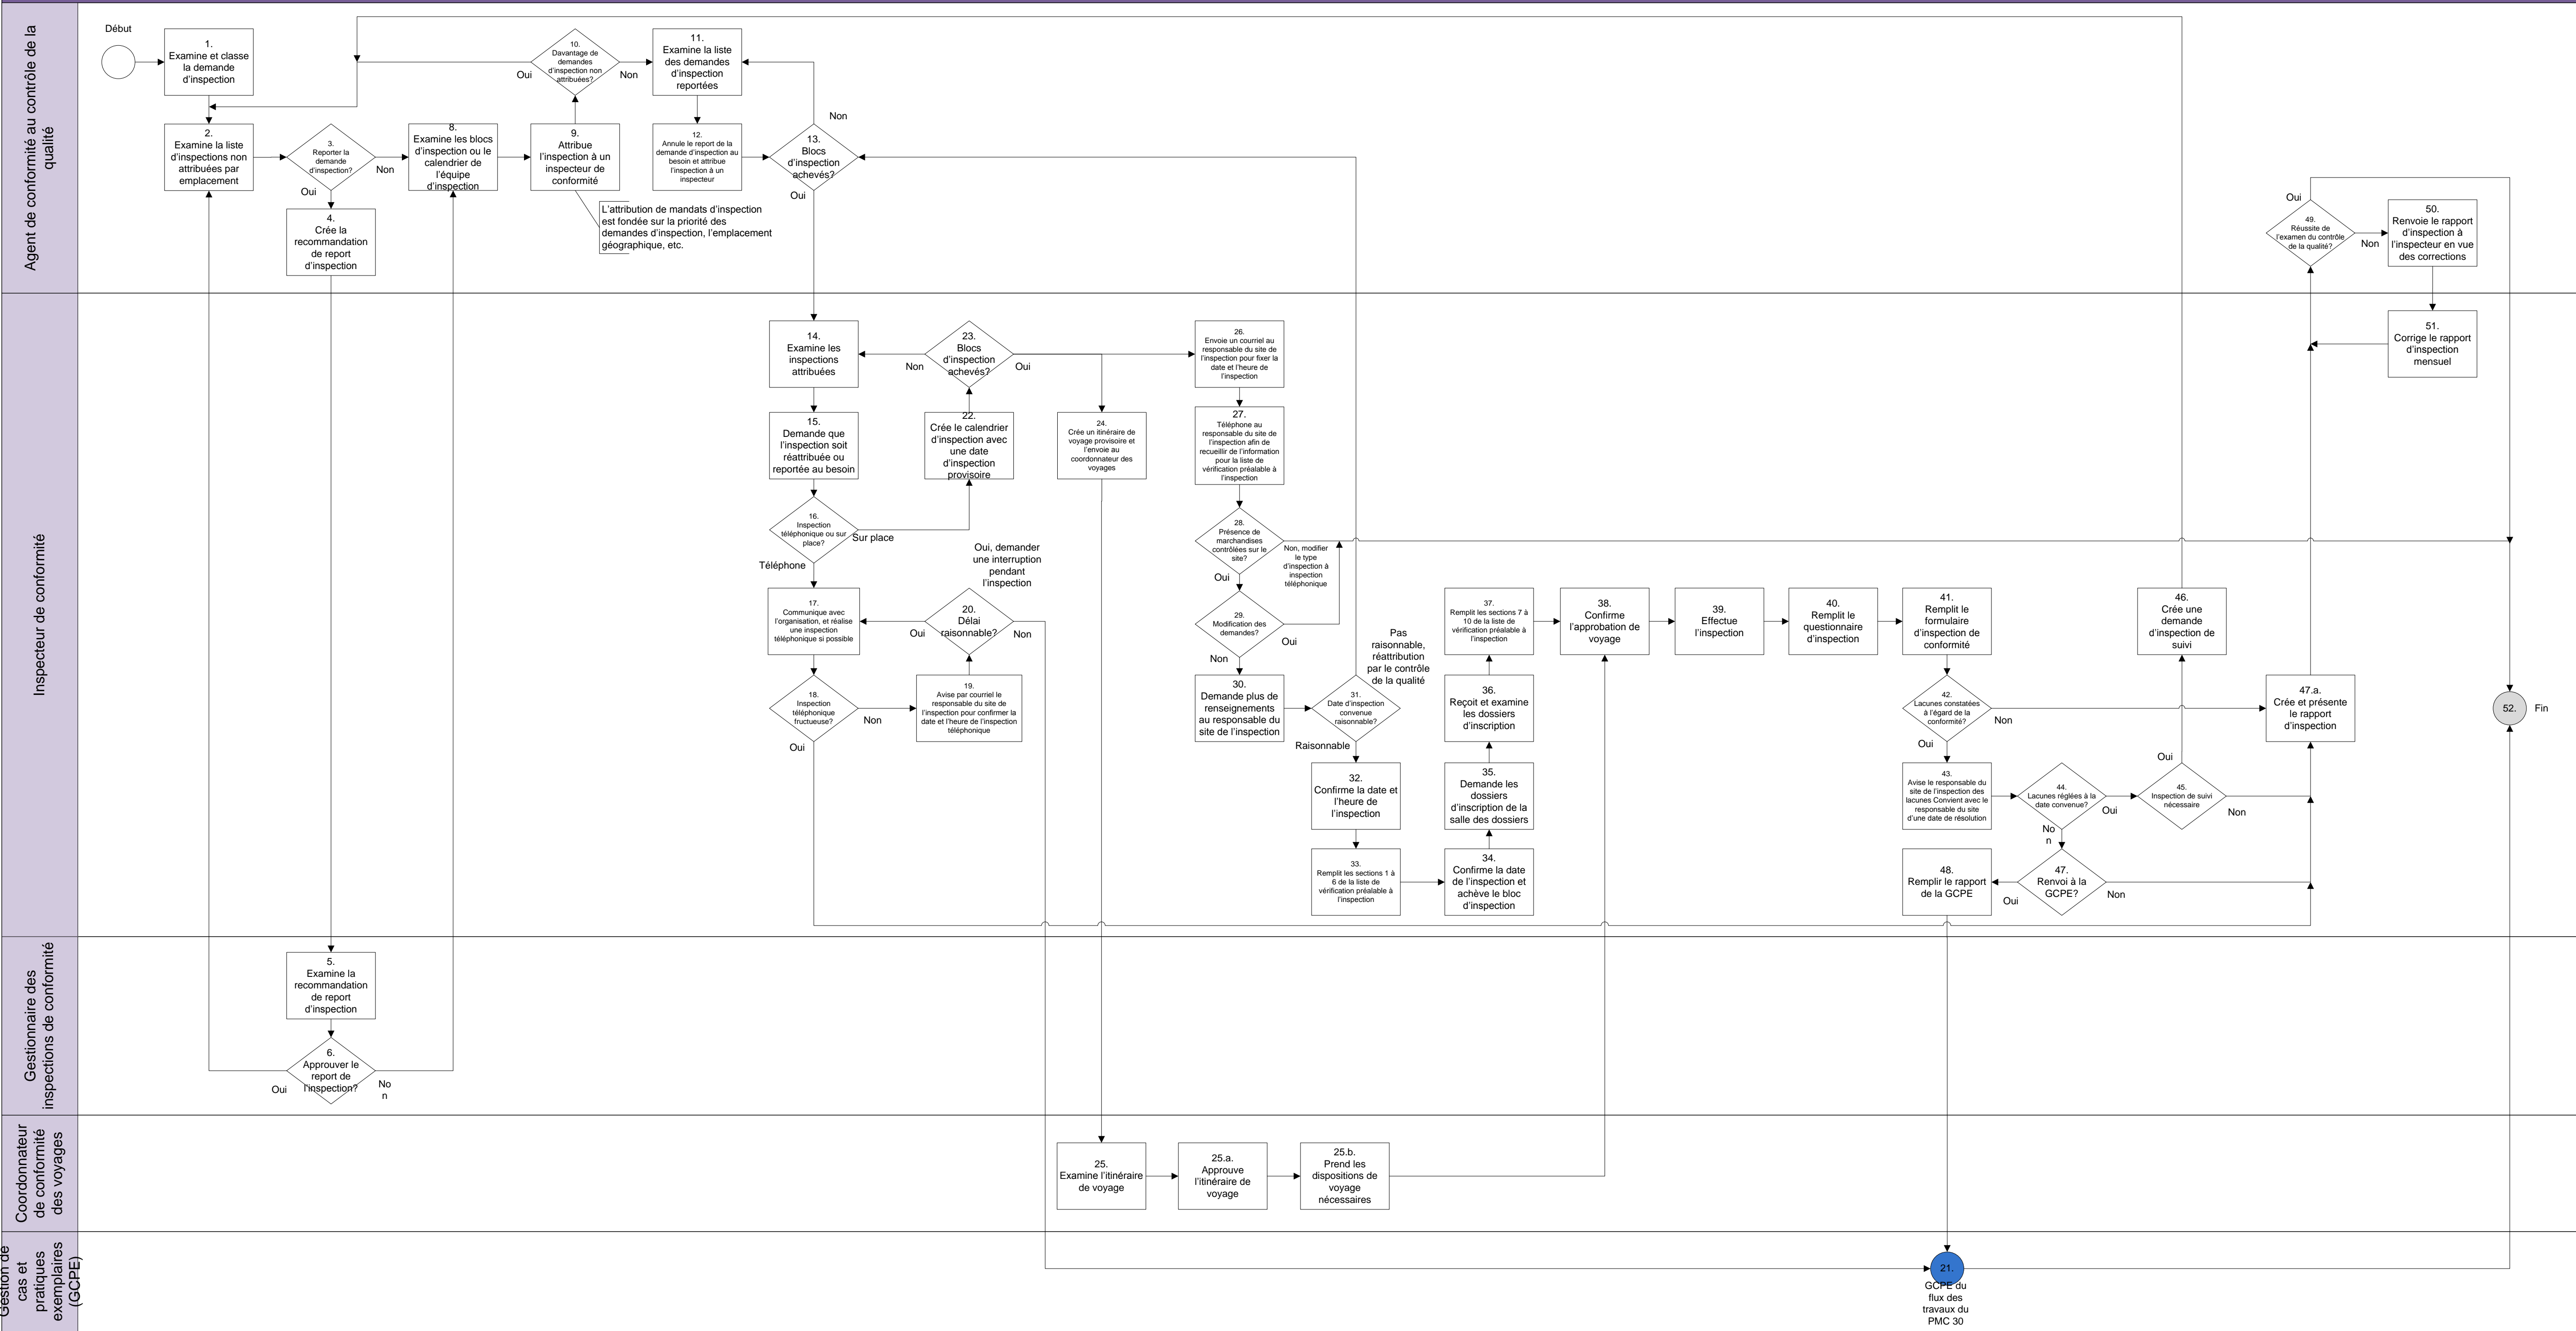 Agent de conformité au contrôle de la
qualité
Début
1.
Examine et classe
la demande
d'inspection
2.
Examine la liste
d'inspections non
attribuées par
emplacement
3.
Reporter la
demande
d'inspection?
Oui
Non
4.
Crée la
recommandation
de report
d'inspection
8.
Examine les blocs
d'inspection ou le
calendrier de
l'équipe
d'inspection
9.
Attribue
l'inspection à un
inspecteur de
conformité
L'attribution de mandats d'inspection
est fondée sur la priorité des
demandes d'inspection, l'emplacement
géographique, etc.
10.
Davantage de
demandes
d'inspection non
attribuées?
Oui
Non
11.
Examine la liste
des demandes
d'inspection
reportées
12.
Annule le report de la
demande d'inspection au
besoin et attribue
l'inspection à un
inspecteur
13.
Blocs
d'inspection
achevés?
Non
Oui
49.
Réussite de
l'examen du contrôle
de la qualité?
Oui
Non
50.
Renvoie le rapport
d'inspection à
l'inspecteur en vue
des corrections
Inspecteur de conformité
14.
Examine les
inspections
attribuées
15.
Demande que
l'inspection soit
réattribuée ou
reportée au besoin
16.
Inspection
téléphonique ou sur
place?
Sur place
Téléphone
17.
Communique avec
l'organisation, et réalise
une inspection
téléphonique si possible
18.
Inspection
téléphonique
fructueuse?
Non
Oui
19.
Avise par courriel le
responsable du site de
l'inspection pour confirmer la
date et l'heure de l'inspection
téléphonique
20.
Délai
raisonnable?
Oui
Non
Oui, demander
une interruption
pendant
l'inspection
22.
Crée le calendrier
d'inspection avec
une date
d'inspection
provisoire
23.
Blocs
d'inspection
achevés?
Non
Oui
24.
Crée un itinéraire de
voyage provisoire et
l'envoie au
coordonnateur des
voyages
26.
Envoie un courriel au
responsable du site de
l'inspection pour fixer la
date et l'heure de
l'inspection
27.
Téléphone au
responsable du site de
l'inspection afin de
recueillir de l'information
pour la liste de
vérification préalable à
l'inspection
28.
Présence de
marchandises
contrôlées sur le
site?
Oui
Non, modifier
le type
d'inspection à
inspection
téléphonique
29.
Modification des
demandes?
Oui
Non
30.
Demande plus de
renseignements
au responsable du
site de l'inspection
31.
Date d'inspection
convenue
raisonnable?
Pas
raisonnable,
réattribution
par le contrôle
de la qualité
Raisonnable
32.
Confirme la date et
l'heure de
l'inspection
33.
Remplit les sections 1 à
6 de la liste de
vérification préalable à
l'inspection
34.
Confirme la date
de l'inspection et
achève le bloc
d'inspection
35.
Demande les
dossiers
d'inscription de la
salle des dossiers
36.
Reçoit et examine
les dossiers
d'inscription
37.
Remplit les sections 7 à
10 de la liste de
vérification préalable à
l'inspection
38.
Confirme
l'approbation de
voyage
39.
Effectue
l'inspection
40.
Remplit le
questionnaire
d'inspection
41.
Remplit le
formulaire
d'inspection de
conformité
42.
Lacunes constatées
à l'égard de la
conformité?
Non
Oui
43.
Avise le responsable du
site de l'inspection des
lacunes Convient avec le
responsable du site
d'une date de résolution
44.
Lacunes réglées à la
date convenue?
Oui
No
n
45.
Inspection de suivi
nécessaire
Oui
Non
46.
Crée une
demande
d'inspection de
suivi
47.
Renvoi à la
GCPE?
Oui
Non
48.
Remplir le rapport
de la GCPE
47.a.
Crée et présente
le rapport
d'inspection
51.
Corrige le rapport
d'inspection
mensuel
52.
Fin
Gestionnaire des
inspections de conformité
5.
Examine la
recommandation
de report
d'inspection
6.
Approuver le
report de
l'inspection?
Oui
No
n
Coordonnateur
de conformité
des voyages
25.
Examine l'itinéraire
de voyage
25.a.
Approuve
l'itinéraire de
voyage
25.b.
Prend les
dispositions de
voyage
nécessaires
Gestion de
cas et
pratiques
exemplaires
(GCPE)
21.
GCPE du
flux des
travaux du
PMC 30